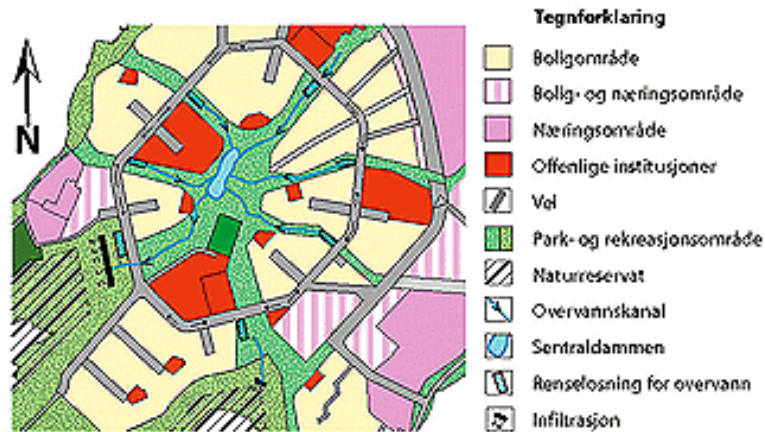 N
Tegnforklaring
Boligområde
Bolig- og næringsområde
Næringsområde
Offenlige institusjoner
Vei
Park- og rekreasjonsområde
Naturreservat
Overvannskanal
Sentraldammen
Renseløsning for overvann
Infiltrasjon